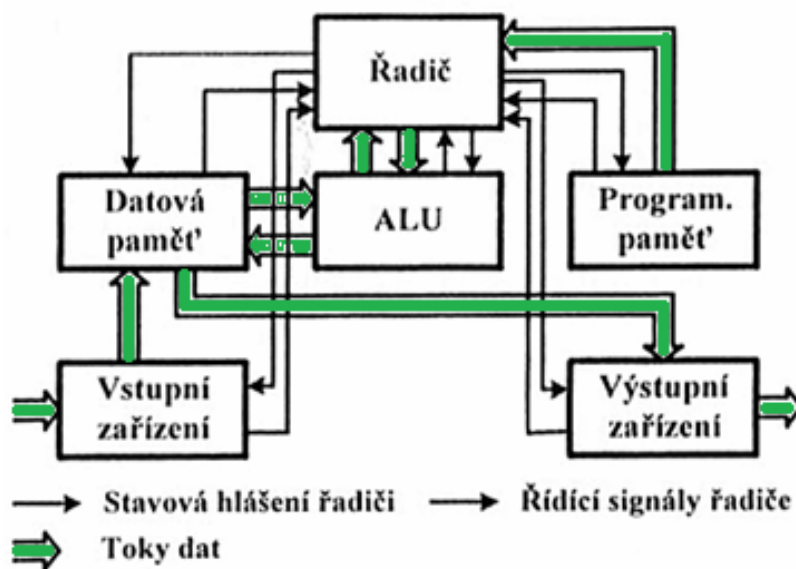 Řadič
Datová
paměť
ALU
Program.
paměť
Vstupní
zařízení
Výstupní
zařízení
Stavová hlášení řadiči
Řídící signály řadiče
Toky dat